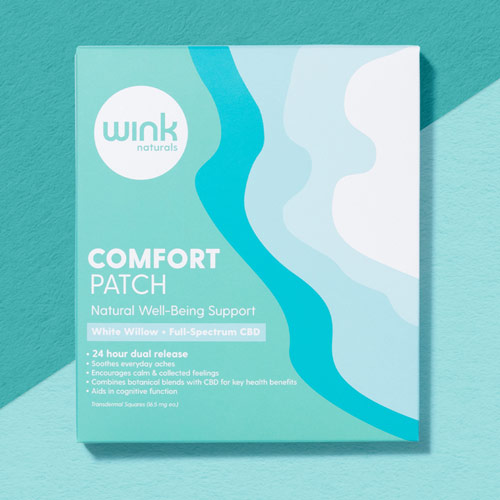 wink
naturals
COMFORT
PATCH
Natural Well-Being Support
White Willow + Full-Spectrum CBD
• 24 hour dual release
• Soothes everyday aches
• Encourages calm & collected feelings
• Combines botanical blends with CBD for key health benefits
• Aids in cognitive function
Transdermal Squares (16.5 mg ea.)